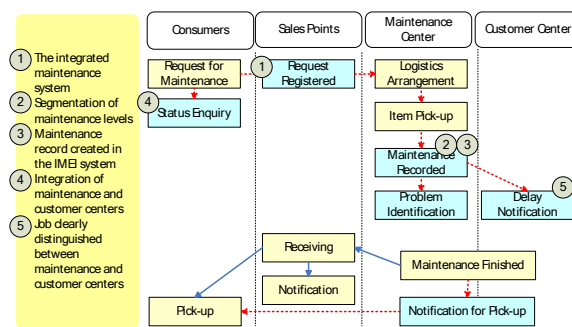 Consumers
Sales Points
Maintenance
Center
Customer Center
1
The integrated
maintenance
system
2
Segmentation of
maintenance levels
3
Maintenance
record created in
the IMEI system
4
Integration of
maintenance and
customer centers
5
Job clearly
distinguished
between
maintenance and
customer centers
Request for
Maintenance
1
Request
Registered
Logistics
Arrangement
4
Status Enquiry
Item Pick-up
2
3
Maintenance
Recorded
Problem
Identification
5
Delay
Notification
Receiving
Maintenance Finished
Notification
Pick-up
Notification for Pick-up